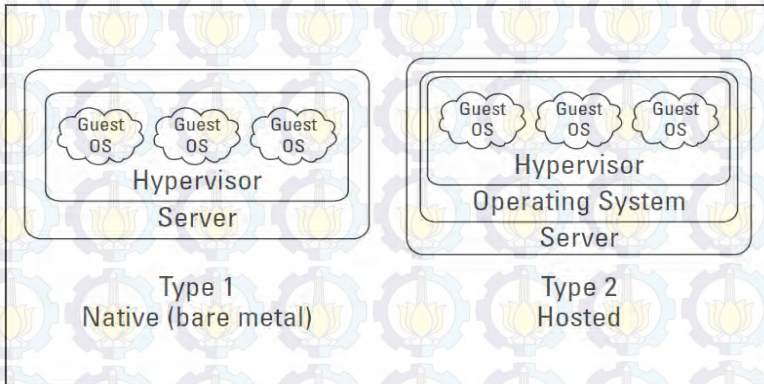 Guest
OS
Guest
OS
Guest
OS
Hypervisor
Server
Type 1
Native (bare metal)
Guest
OS
Guest
OS
Guest
OS
Hypervisor
Operating System
Server
Type 2
Hosted